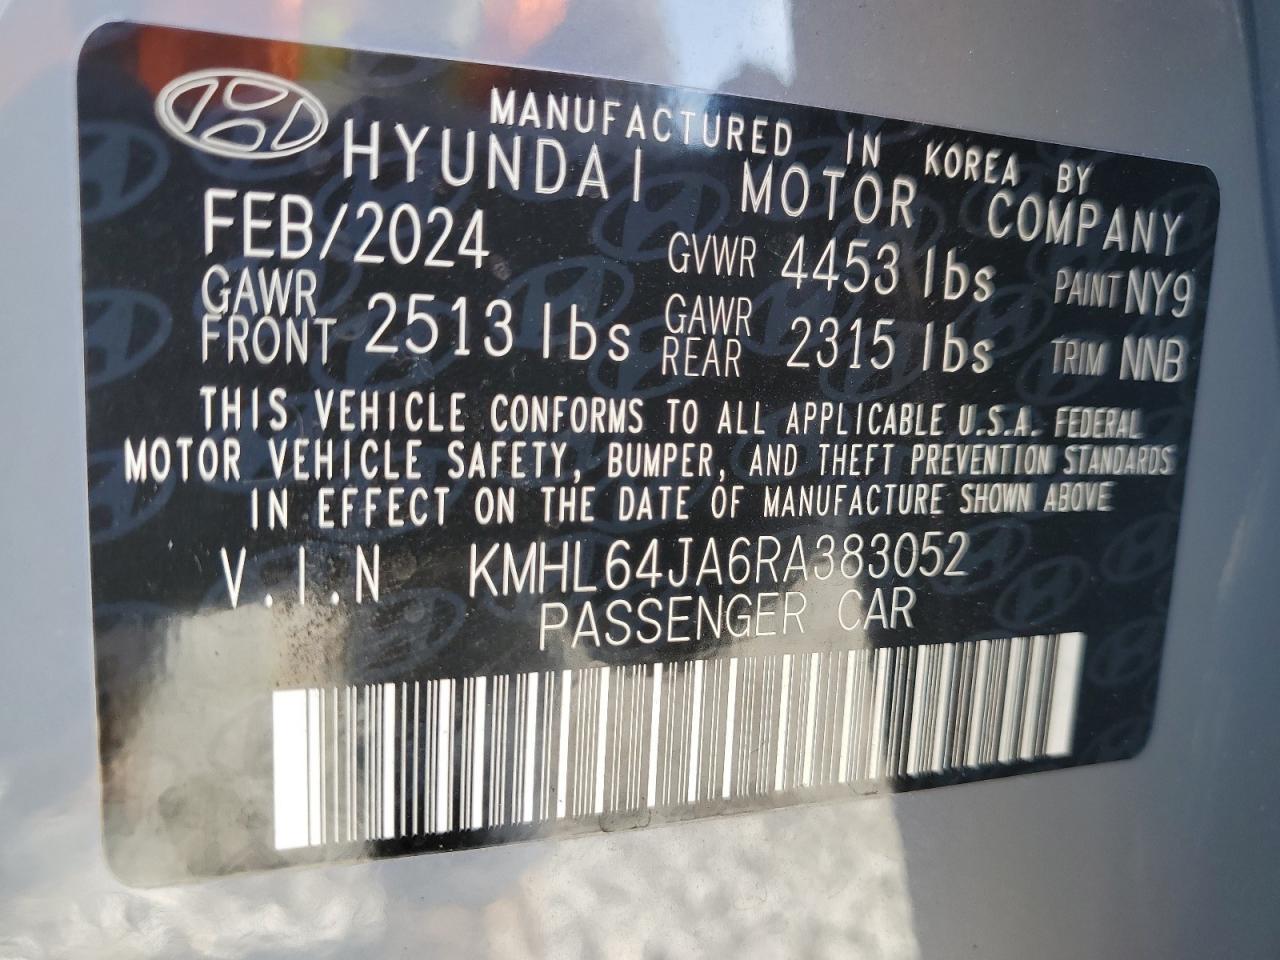 MANUFACTURED IN KOREA BY
HYUNDAI MOTOR COMPANY
FEB/2024 GVWR 4453 lbs PAINT NY9
GAWR FRONT 2513 lbs GAWR REAR 2315 lbs TRIM NNB
THIS VEHICLE CONFORMS TO ALL APPLICABLE U.S.A. FEDERAL
MOTOR VEHICLE SAFETY, BUMPER, AND THEFT PREVENTION STANDARDS
IN EFFECT ON THE DATE OF MANUFACTURE SHOWN ABOVE
V.I.N KMHL64JA6RA383052
PASSENGER CAR